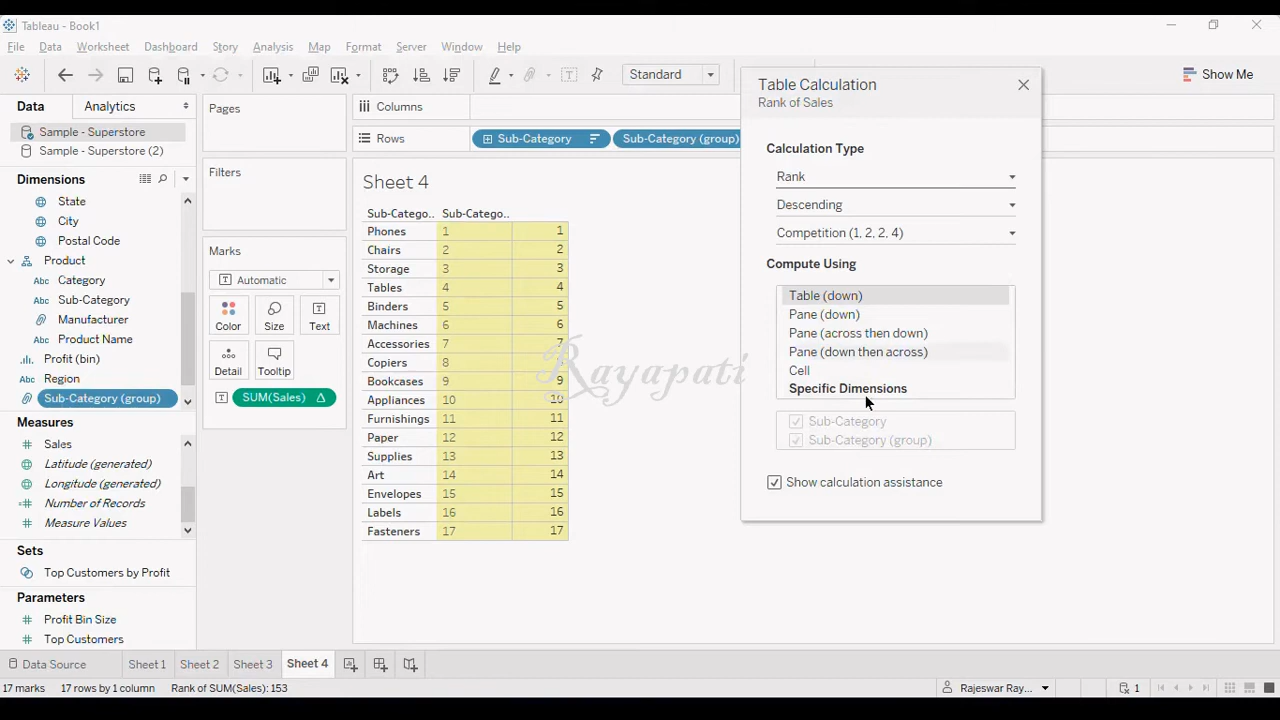 Tableau - Book1
File Data Worksheet Dashboard Story Analysis Map Format Server Window Help
Standard
Show Me
Data Analytics
Sample - Superstore
Sample - Superstore (2)
Dimensions
State
City
Postal Code
Product
Abc Category
Abc Sub-Category
Manufacturer
Abc Product Name
Profit (bin)
Abc Region
Sub-Category (group)
Measures
Sales
Latitude (generated)
Longitude (generated)
Number of Records
Measure Values
Sets
Top Customers by Profit
Parameters
Profit Bin Size
Top Customers
Pages
Filters
Marks
Automatic
Color Size Text
Detail Tooltip
SUM(Sales)
Columns
Rows Sub-Category Sub-Category (group)
Sheet 4
Sub-Catego.. Sub-Catego..
Phones 1 1
Chairs 2 2
Storage 3 3
Tables 4 4
Binders 5 5
Machines 6 6
Accessories 7 7
Copiers 8 8
Bookcases 9 9
Appliances 10 10
Furnishings 11 11
Paper 12 12
Supplies 13 13
Art 14 14
Envelopes 15 15
Labels 16 16
Fasteners 17 17
Rayapati
Table Calculation
Rank of Sales
Calculation Type
Rank
Descending
Competition (1, 2, 2, 4)
Compute Using
Table (down)
Pane (down)
Pane (across then down)
Pane (down then across)
Cell
Specific Dimensions
Sub-Category
Sub-Category (group)
Show calculation assistance
Data Source Sheet 1 Sheet 2 Sheet 3 Sheet 4
17 marks 17 rows by 1 column Rank of SUM(Sales): 153
Rajeswar Ray... 1